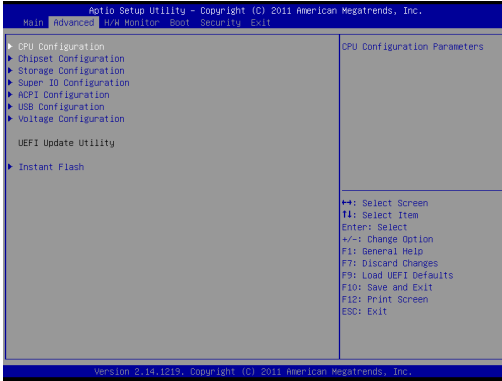 Aptio Setup Utility - Copyright (C) 2011 American Megatrends, Inc.
Main Advanced H/W Monitor Boot Security Exit
CPU Configuration
Chipset Configuration
Storage Configuration
Super IO Configuration
ACPI Configuration
USB Configuration
Voltage Configuration
UEFI Update Utility
Instant Flash
CPU Configuration Parameters
↔: Select Screen
↑↓: Select Item
Enter: Select
+/-: Change Option
F1: General Help
F7: Discard Changes
F9: Load UEFI Defaults
F10: Save and Exit
F12: Print Screen
ESC: Exit
Version 2.14.1219. Copyright (C) 2011 American Megatrends, Inc.